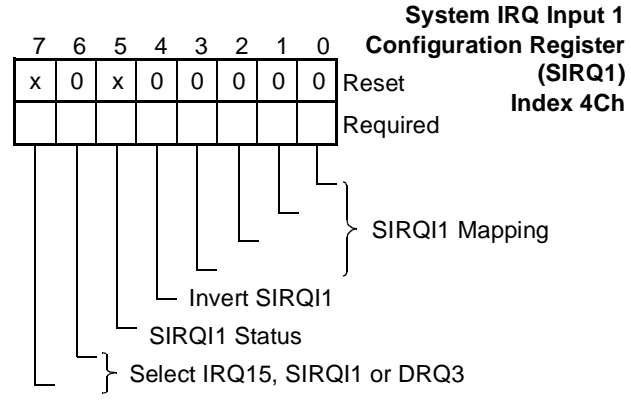 System IRQ Input 1
Configuration Register
(SIRQ1)
Index 4Ch
7 6 5 4 3 2 1 0
x 0 x 0 0 0 0 0 Reset
Required
SIRQI1 Mapping
Invert SIRQI1
SIRQI1 Status
Select IRQ15, SIRQI1 or DRQ3